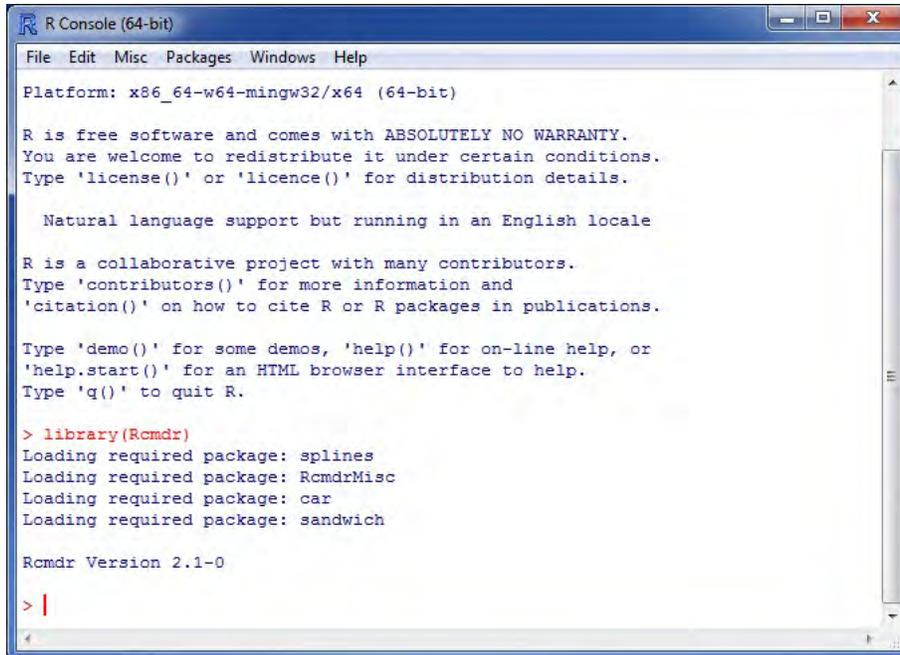 R Console (64-bit)
File Edit Misc Packages Windows Help
Platform: x86_64-w64-mingw32/x64 (64-bit)
R is free software and comes with ABSOLUTELY NO WARRANTY.
You are welcome to redistribute it under certain conditions.
Type 'license()' or 'licence()' for distribution details.
Natural language support but running in an English locale
R is a collaborative project with many contributors.
Type 'contributors()' for more information and
'citation()' on how to cite R or R packages in publications.
Type 'demo()' for some demos, 'help()' for on-line help, or
'help.start()' for an HTML browser interface to help.
Type 'q()' to quit R.
> library(Rcmdr)
Loading required package: splines
Loading required package: RcmdrMisc
Loading required package: car
Loading required package: sandwich
Rcmdr Version 2.1-0
>